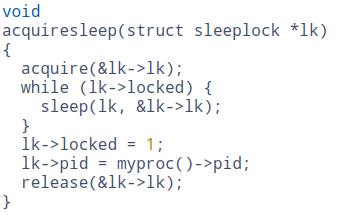 void
acquiresleep(struct sleeplock *lk)
{
  acquire(&lk->lk);
  while (lk->locked) {
    sleep(lk, &lk->lk);
  }
  lk->locked = 1;
  lk->pid = myproc()->pid;
  release(&lk->lk);
}